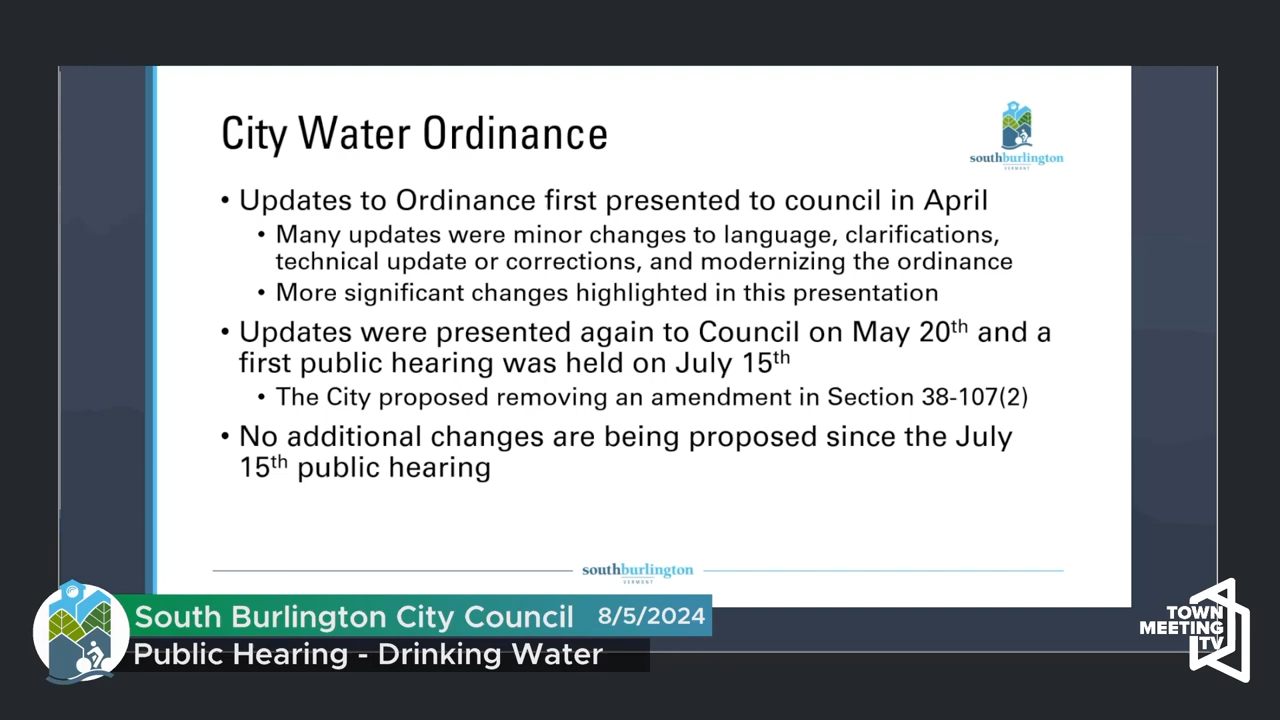 City Water Ordinance
southburlington
VERMONT
• Updates to Ordinance first presented to council in April
• Many updates were minor changes to language, clarifications,
technical update or corrections, and modernizing the ordinance
• More significant changes highlighted in this presentation
• Updates were presented again to Council on May 20th and a
first public hearing was held on July 15th
• The City proposed removing an amendment in Section 38-107(2)
• No additional changes are being proposed since the July
15th public hearing
southburlington
VERMONT
South Burlington City Council 8/5/2024
Public Hearing - Drinking Water
TOWN
MEETING
TV